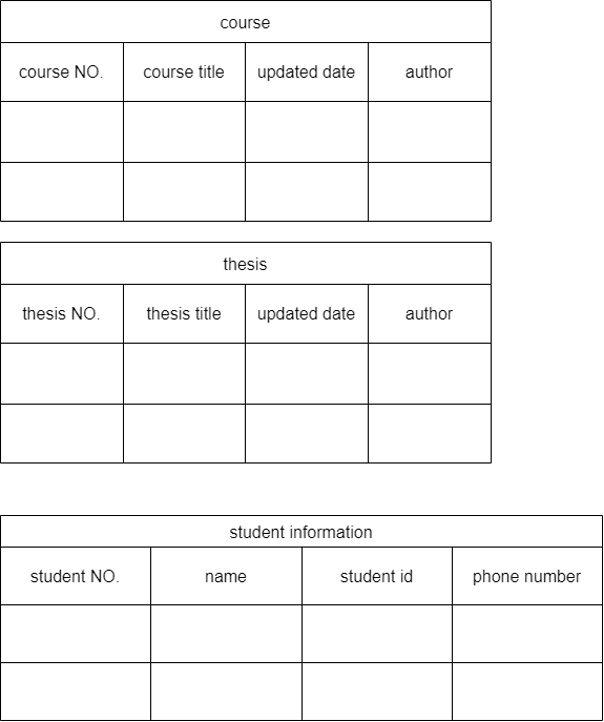 course
course NO. course title updated date author
thesis
thesis NO. thesis title updated date author
student information
student NO. name student id phone number